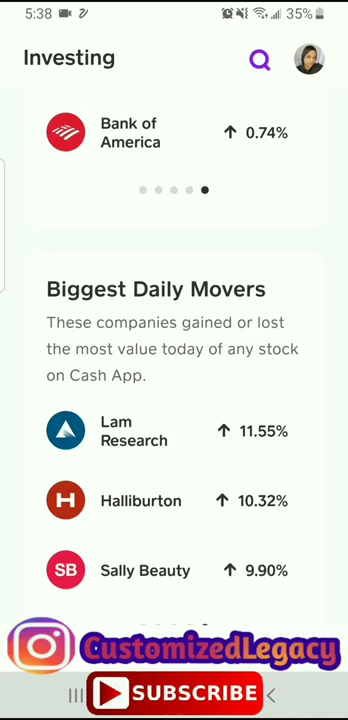 5:38
35%
Investing
Bank of
America
↑ 0.74%
Biggest Daily Movers
These companies gained or lost
the most value today of any stock
on Cash App.
Lam
Research
↑ 11.55%
H
Halliburton
↑ 10.32%
SB
Sally Beauty
↑ 9.90%
CustomizedLegacy
SUBSCRIBE